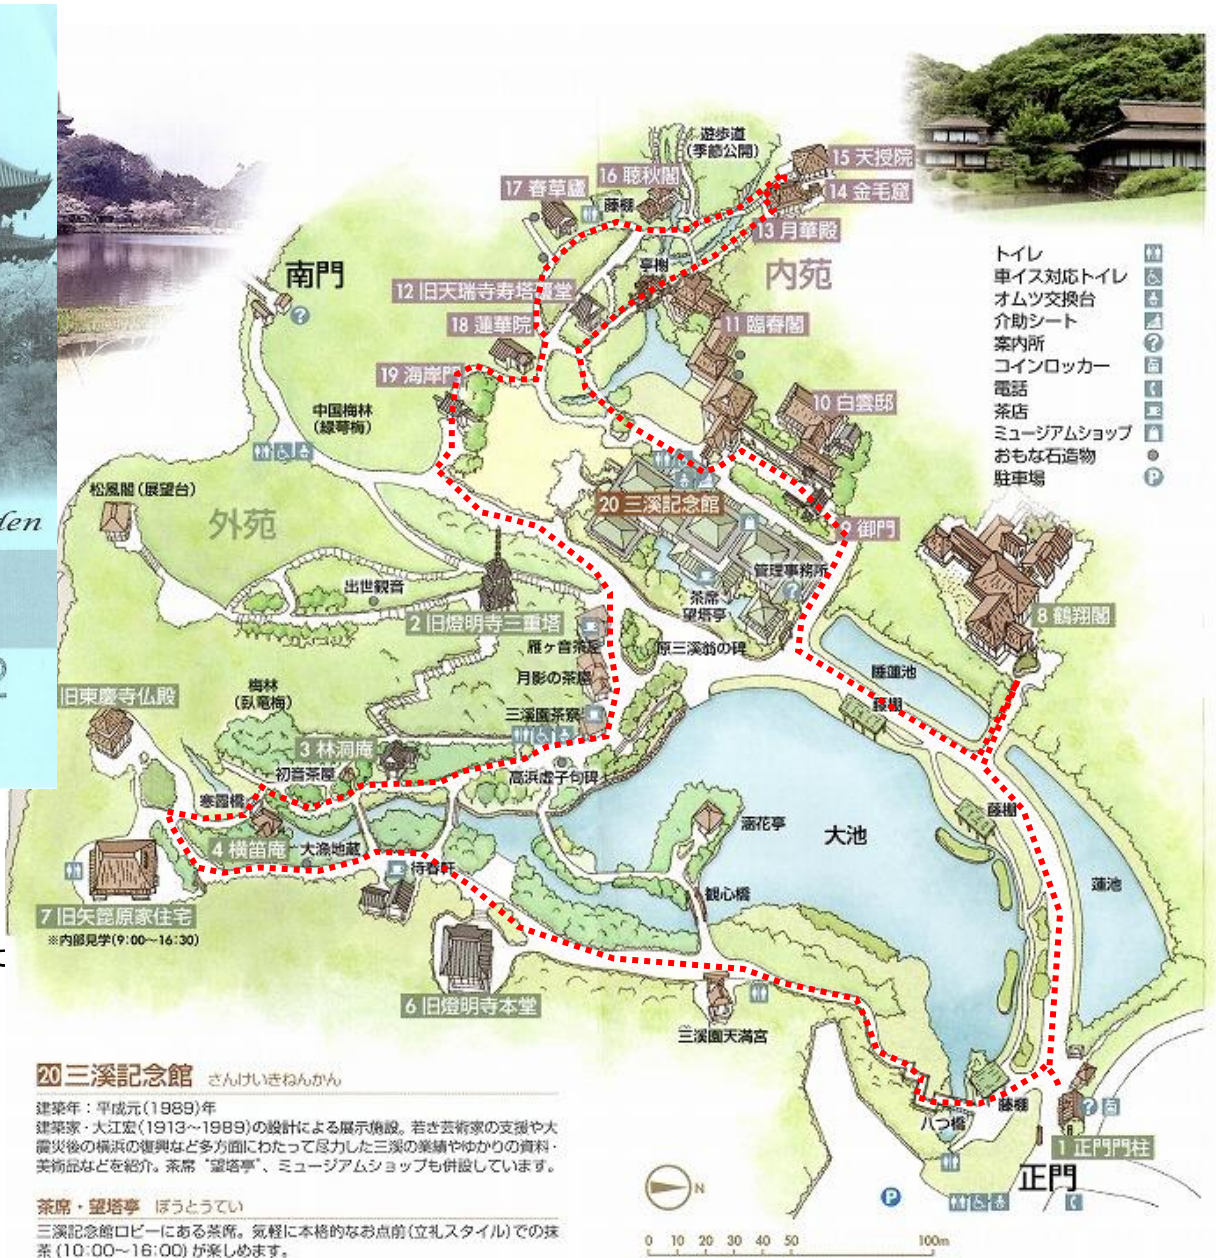 遊歩道
(季節公開)
15 天授院
16 聴秋閣
17 春草廬
藤棚
14 金毛窟
13 月華殿
亭榭
内苑
南門
12 旧天瑞寺寿塔覆堂
18 蓮華院
11 臨春閣
19 海岸門
中国梅林
(緑萼梅)
10 白雲邸
トイレ
車イス対応トイレ
オムツ交換台
介助シート
案内所
コインロッカー
電話
茶店
ミュージアムショップ
おもな石造物
駐車場
松風閣(展望台)
外苑
den
20 三溪記念館
9 御門
管理事務所
出世観音
茶席
望塔亭
2 旧燈明寺三重塔
8 鶴翔閣
雁ヶ音茶屋
原三溪翁の碑
月影の茶屋
睡蓮池
藤棚
旧東慶寺仏殿
梅林
(臥竜梅)
三溪園茶寮
3 林洞庵
初音茶屋
高浜虚子句碑
寒霞橋
藤棚
涵花亭
大池
4 横笛庵
大漁地蔵
待春軒
蓮池
観心橋
7 旧矢箆原家住宅
※内部見学(9:00～16:30)
6 旧燈明寺本堂
三溪園天満宮
藤棚
八つ橋
1 正門門柱
正門
20 三溪記念館 さんけいきねんかん
建築年：平成元(1989)年
建築家・大江宏(1913～1989)の設計による展示施設。若き芸術家の支援や大
震災後の横浜の復興など多方面にわたって尽力した三溪の業績やゆかりの資料・
美術品などを紹介。茶席“望塔亭”、ミュージアムショップも併設しています。
茶席・望塔亭 ぼうとうてい
三溪記念館ロビーにある茶席。気軽に本格的なお点前(立礼スタイル)での抹
茶(10:00～16:00)が楽しめます。
N
P
0 10 20 30 40 50 100m